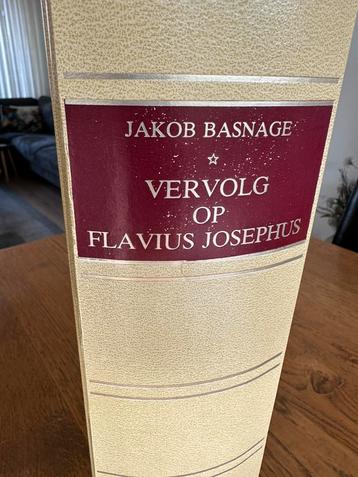 JAKOB BASNAGE
VERVOLG
OP
FLAVIUS JOSEPHUS